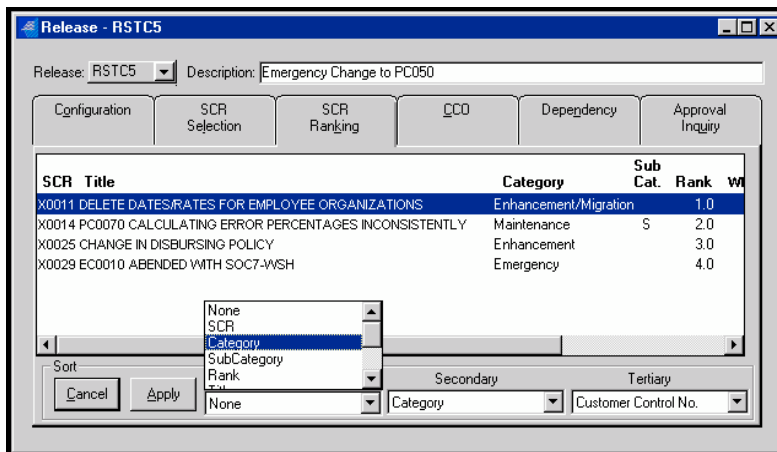 Release - RSTC5
Release: RSTC5 Description: Emergency Change to PC050
Configuration SCR Selection SCR Ranking CCO Dependency Approval Inquiry
SCR Title Category Sub Cat. Rank
X0011 DELETE DATES/RATES FOR EMPLOYEE ORGANIZATIONS Enhancement/Migration 1.0
X0014 PC0070 CALCULATING ERROR PERCENTAGES INCONSISTENTLY Maintenance S 2.0
X0025 CHANGE IN DISBURSING POLICY Enhancement 3.0
X0029 EC0010 ABENDED WITH SOC7-WSH Emergency 4.0
None
SCR
Category
SubCategory
Rank
Sort Secondary Tertiary
Cancel Apply None Category Customer Control No.